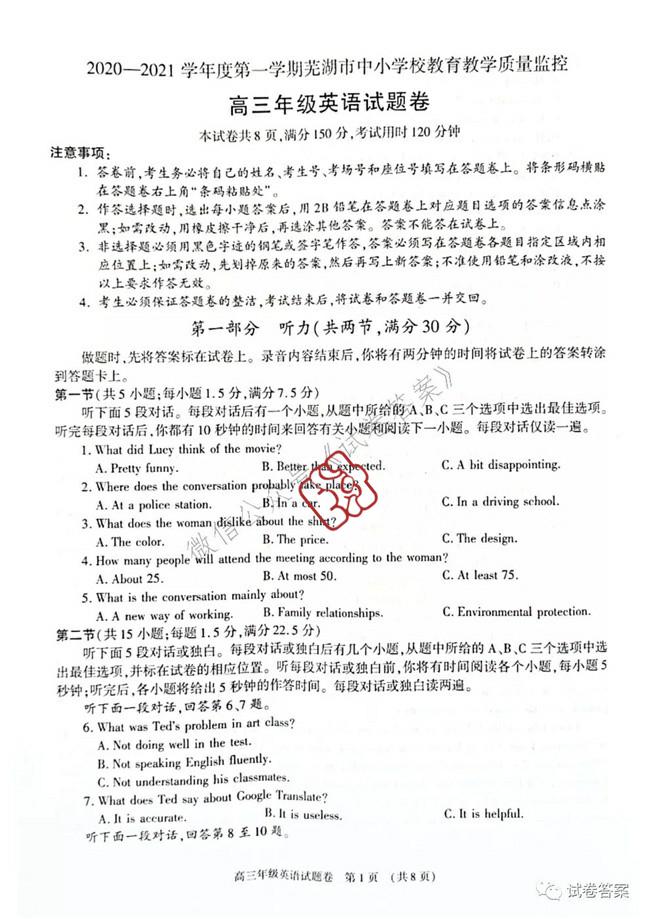 2020—2021 学年度第一学期芜湖市中小学校教育教学质量监控
高三年级英语试题卷
本试卷共8页,满分150分,考试用时120分钟
注意事项:
1. 答卷前,考生务必将自己的姓名、考生号、考场号和座位号填写在答题卷上。将条形码横贴
在答题卷右上角“条码粘贴处”。
2. 作答选择题时,选出每小题答案后,用2B铅笔在答题卷上对应题目选项的答案信息点涂
黑;如需改动,用橡皮擦干净后,再选涂其他答案。答案不能答在试卷上。
3. 非选择题必须用黑色字迹的钢笔或签字笔作答,答案必须写在答题卷各题目指定区域内相
应位置上;如需改动,先划掉原来的答案,然后再写上新答案;不准使用铅笔和涂改液,不按
以上要求作答无效。
4. 考生必须保证答题卷的整洁,考试结束后,将试卷和答题卷一并交回。
第一部分 听力(共两节,满分30分)
做题时,先将答案标在试卷上。录音内容结束后,你将有两分钟的时间将试卷上的答案转涂
到答题卡上。
第一节(共5小题;每小题1.5分,满分7.5分)
听下面5段对话。每段对话后有一个小题,从题中所给的A、B、C三个选项中选出最佳选项。
听完每段对话后,你都有10秒钟的时间来回答有关小题和阅读下一小题。每段对话仅读一遍。
1. What did Lucy think of the movie?
A. Pretty funny. B. Better than expected. C. A bit disappointing.
2. Where does the conversation probably take place?
A. At a police station. B. In a car. C. In a driving school.
3. What does the woman dislike about the shirt?
A. The color. B. The price. C. The design.
4. How many people will attend the meeting according to the woman?
A. About 25. B. At most 50. C. At least 75.
5. What is the conversation mainly about?
A. A new way of working. B. Family relationships. C. Environmental protection.
第二节(共15小题;每题1.5分,满分22.5分)
听下面5段对话或独白。每段对话或独白后有几个小题,从题中所给的A、B、C三个选项中选
出最佳选项,并标在试卷的相应位置。听每段对话或独白前,你将有时间阅读各个小题,每小题5
秒钟;听完后,各小题将给出5秒钟的作答时间。每段对话或独白读两遍。
听下面一段对话,回答第6、7题。
6. What was Ted's problem in art class?
A. Not doing well in the test.
B. Not speaking English fluently.
C. Not understanding his classmates.
7. What does Ted say about Google Translate?
A. It is accurate. B. It is useless. C. It is helpful.
听下面一段对话,回答第8至10题。
高三年级英语试题卷 第1页 (共8页)
微信公众号《试卷答案》
试卷答案